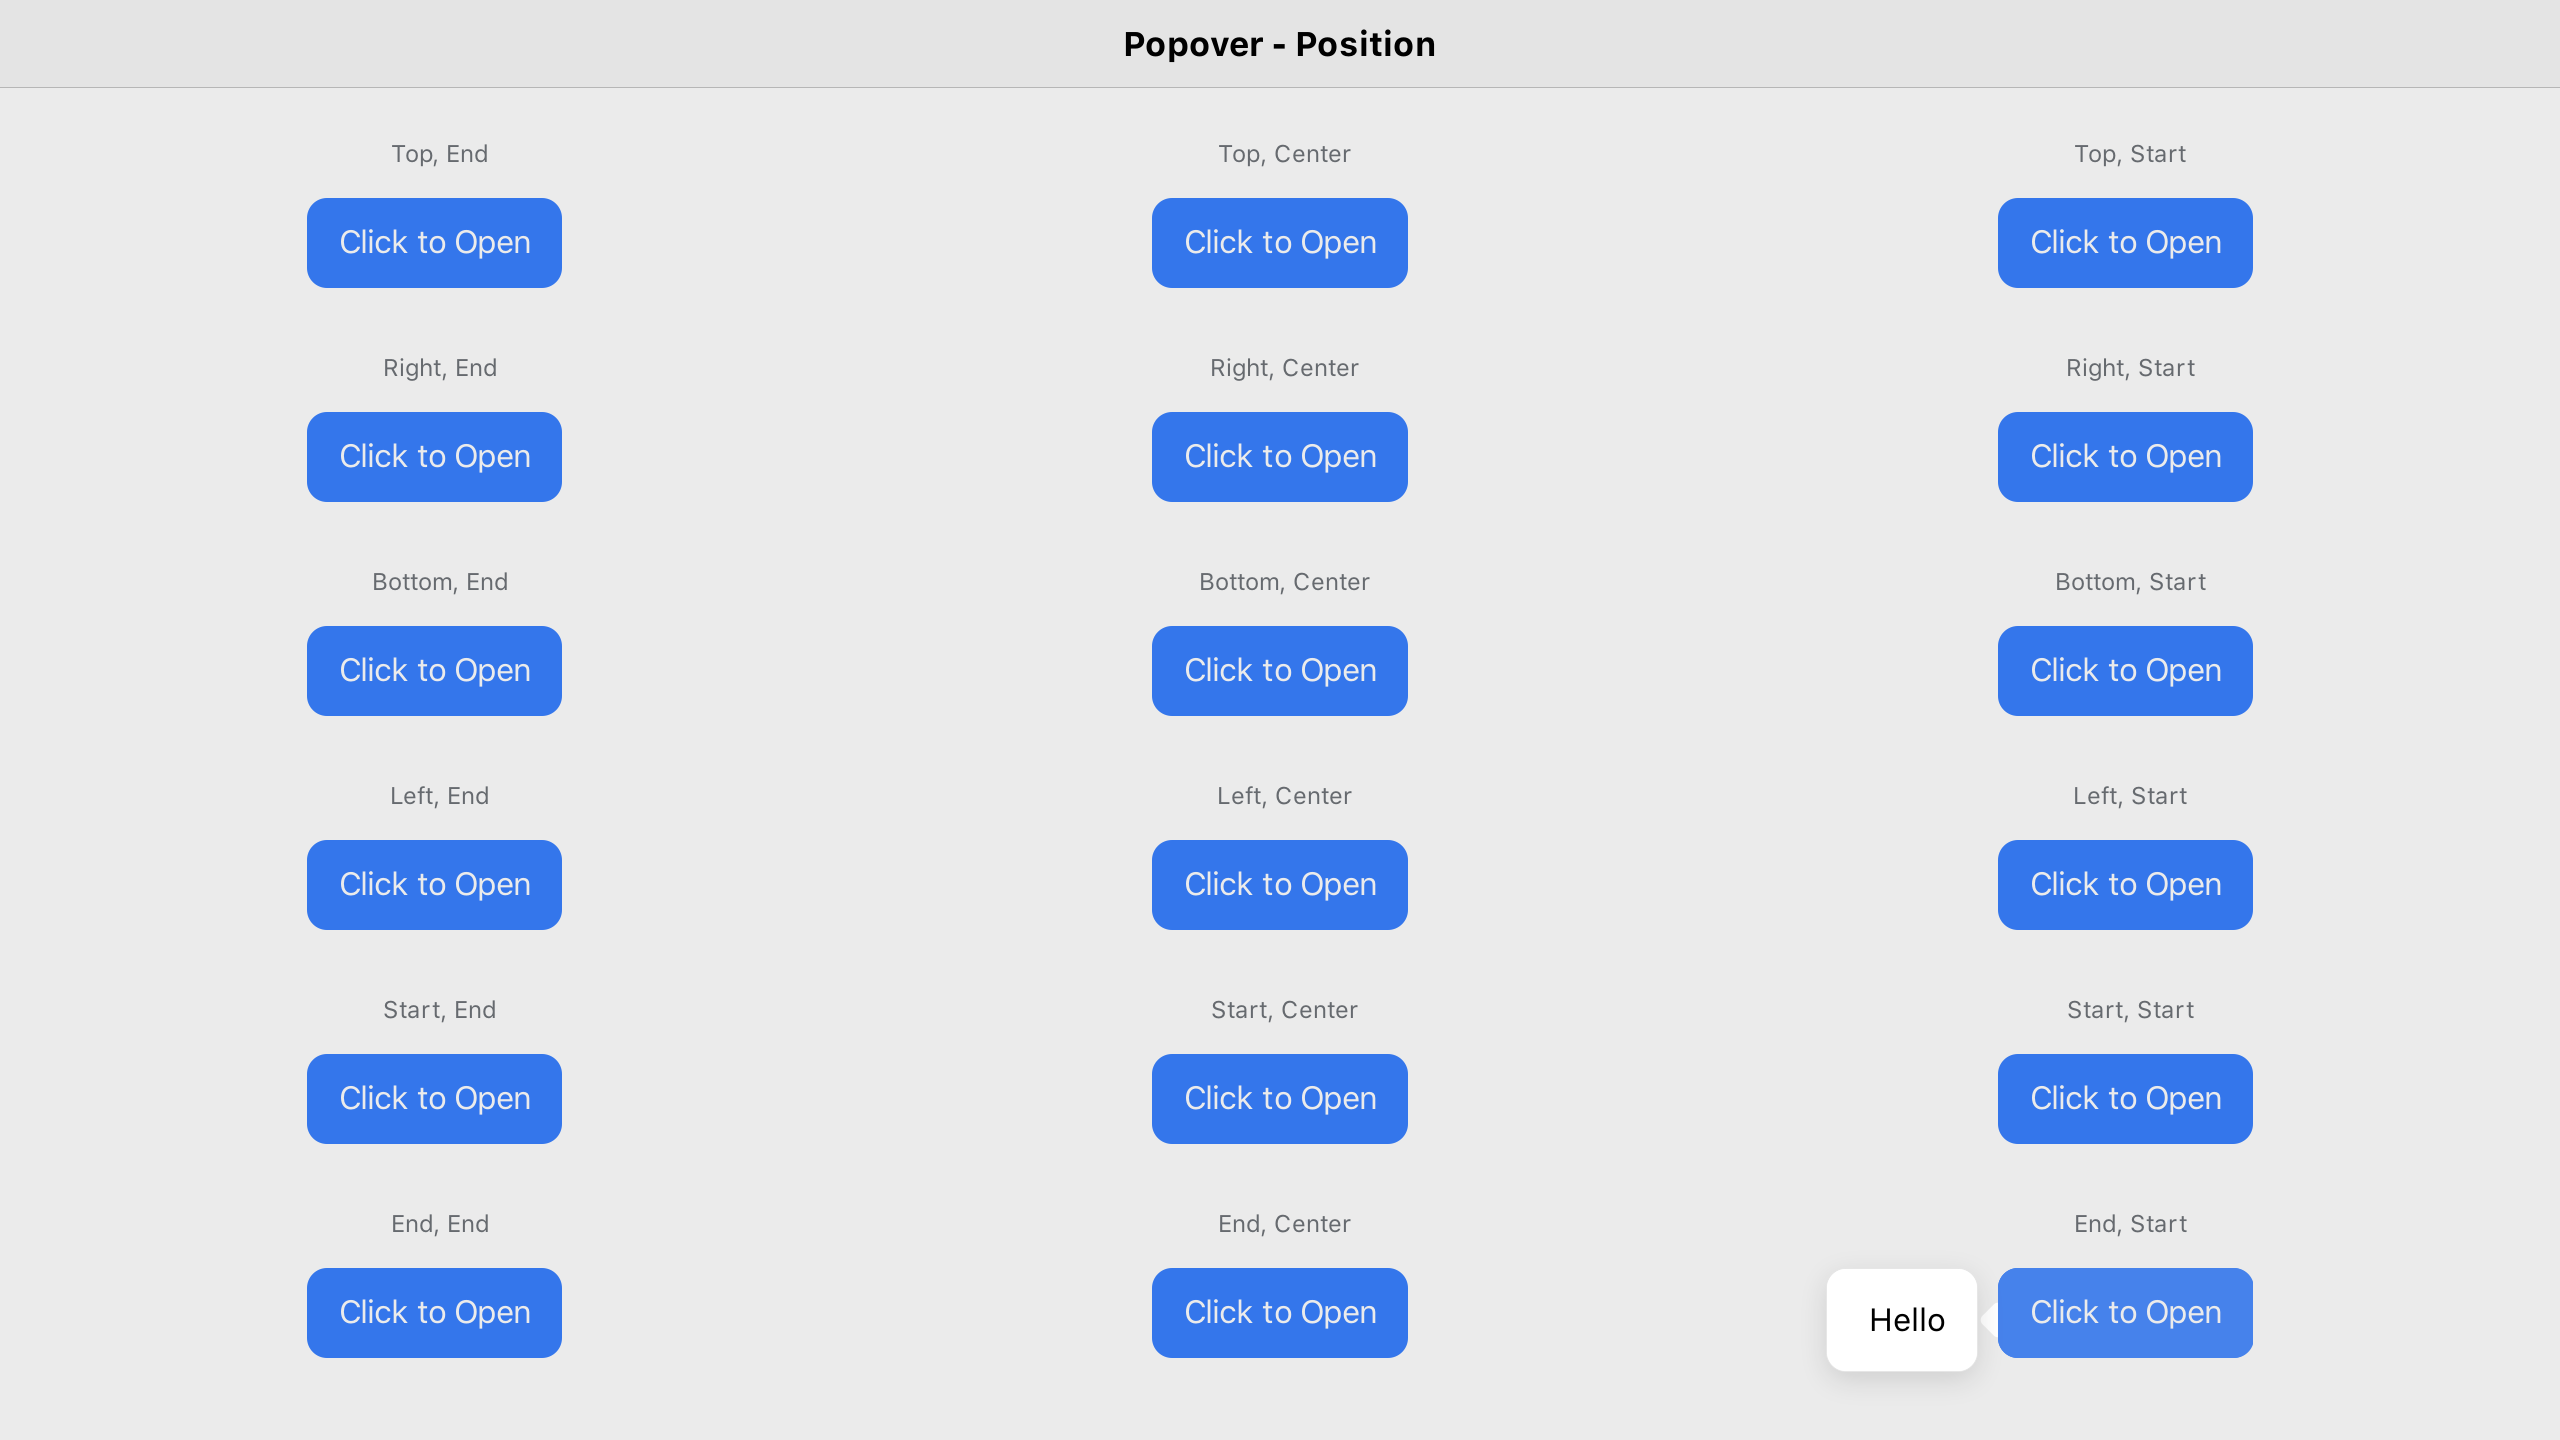 Popover - Position
Top, End
Top, Center
Top, Start
Click to Open
Click to Open
Click to Open
Right, End
Right, Center
Right, Start
Click to Open
Click to Open
Click to Open
Bottom, End
Bottom, Center
Bottom, Start
Click to Open
Click to Open
Click to Open
Left, End
Left, Center
Left, Start
Click to Open
Click to Open
Click to Open
Start, End
Start, Center
Start, Start
Click to Open
Click to Open
Click to Open
End, End
End, Center
End, Start
Click to Open
Click to Open
Hello
Click to Open